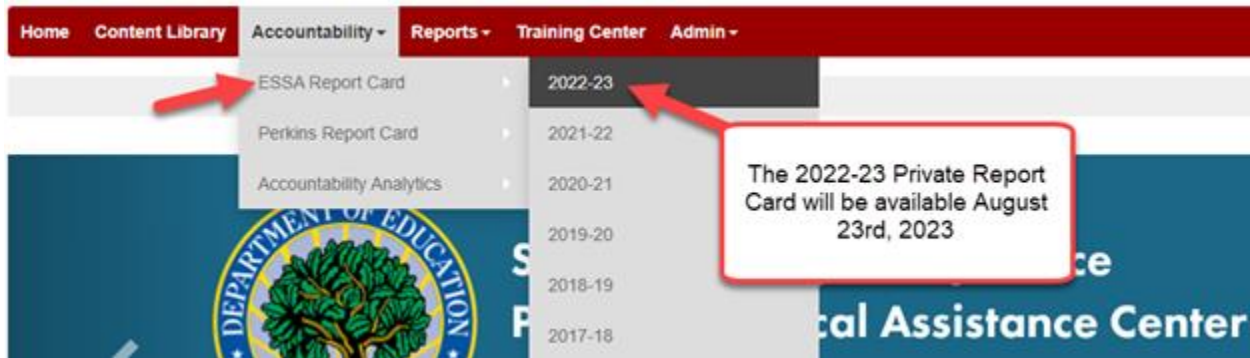 Home Content Library Accountability Reports Training Center Admin
ESSA Report Card
2022-23
Perkins Report Card
2021-22
Accountability Analytics
2020-21
2019-20
2018-19
2017-18
The 2022-23 Private Report
Card will be available August
23rd, 2023
DEPARTMENT OF EDUCATION
S ce
P cal Assistance Center